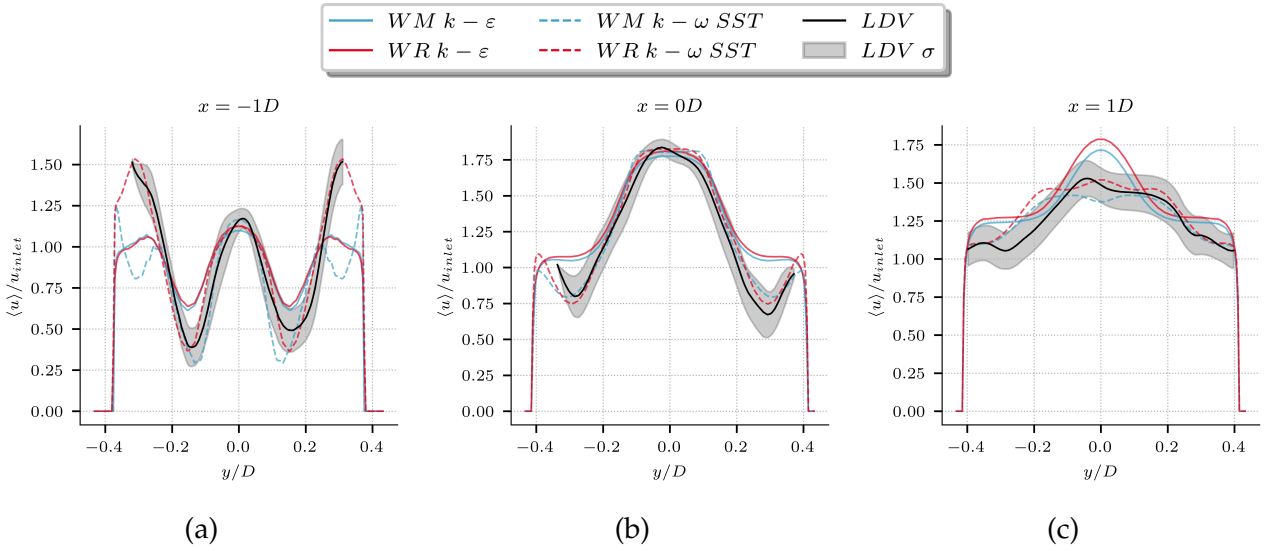 WM k − ε WM k − ω SST LDV
WR k − ε WR k − ω SST LDV σ
x = −1D
⟨u⟩/u_inlet
1.50
1.25
1.00
0.75
0.50
0.25
0.00
−0.4 −0.2 0.0 0.2 0.4
y/D
(a)
x = 0D
⟨u⟩/u_inlet
1.75
1.50
1.25
1.00
0.75
0.50
0.25
0.00
−0.4 −0.2 0.0 0.2 0.4
y/D
(b)
x = 1D
⟨u⟩/u_inlet
1.75
1.50
1.25
1.00
0.75
0.50
0.25
0.00
−0.4 −0.2 0.0 0.2 0.4
y/D
(c)